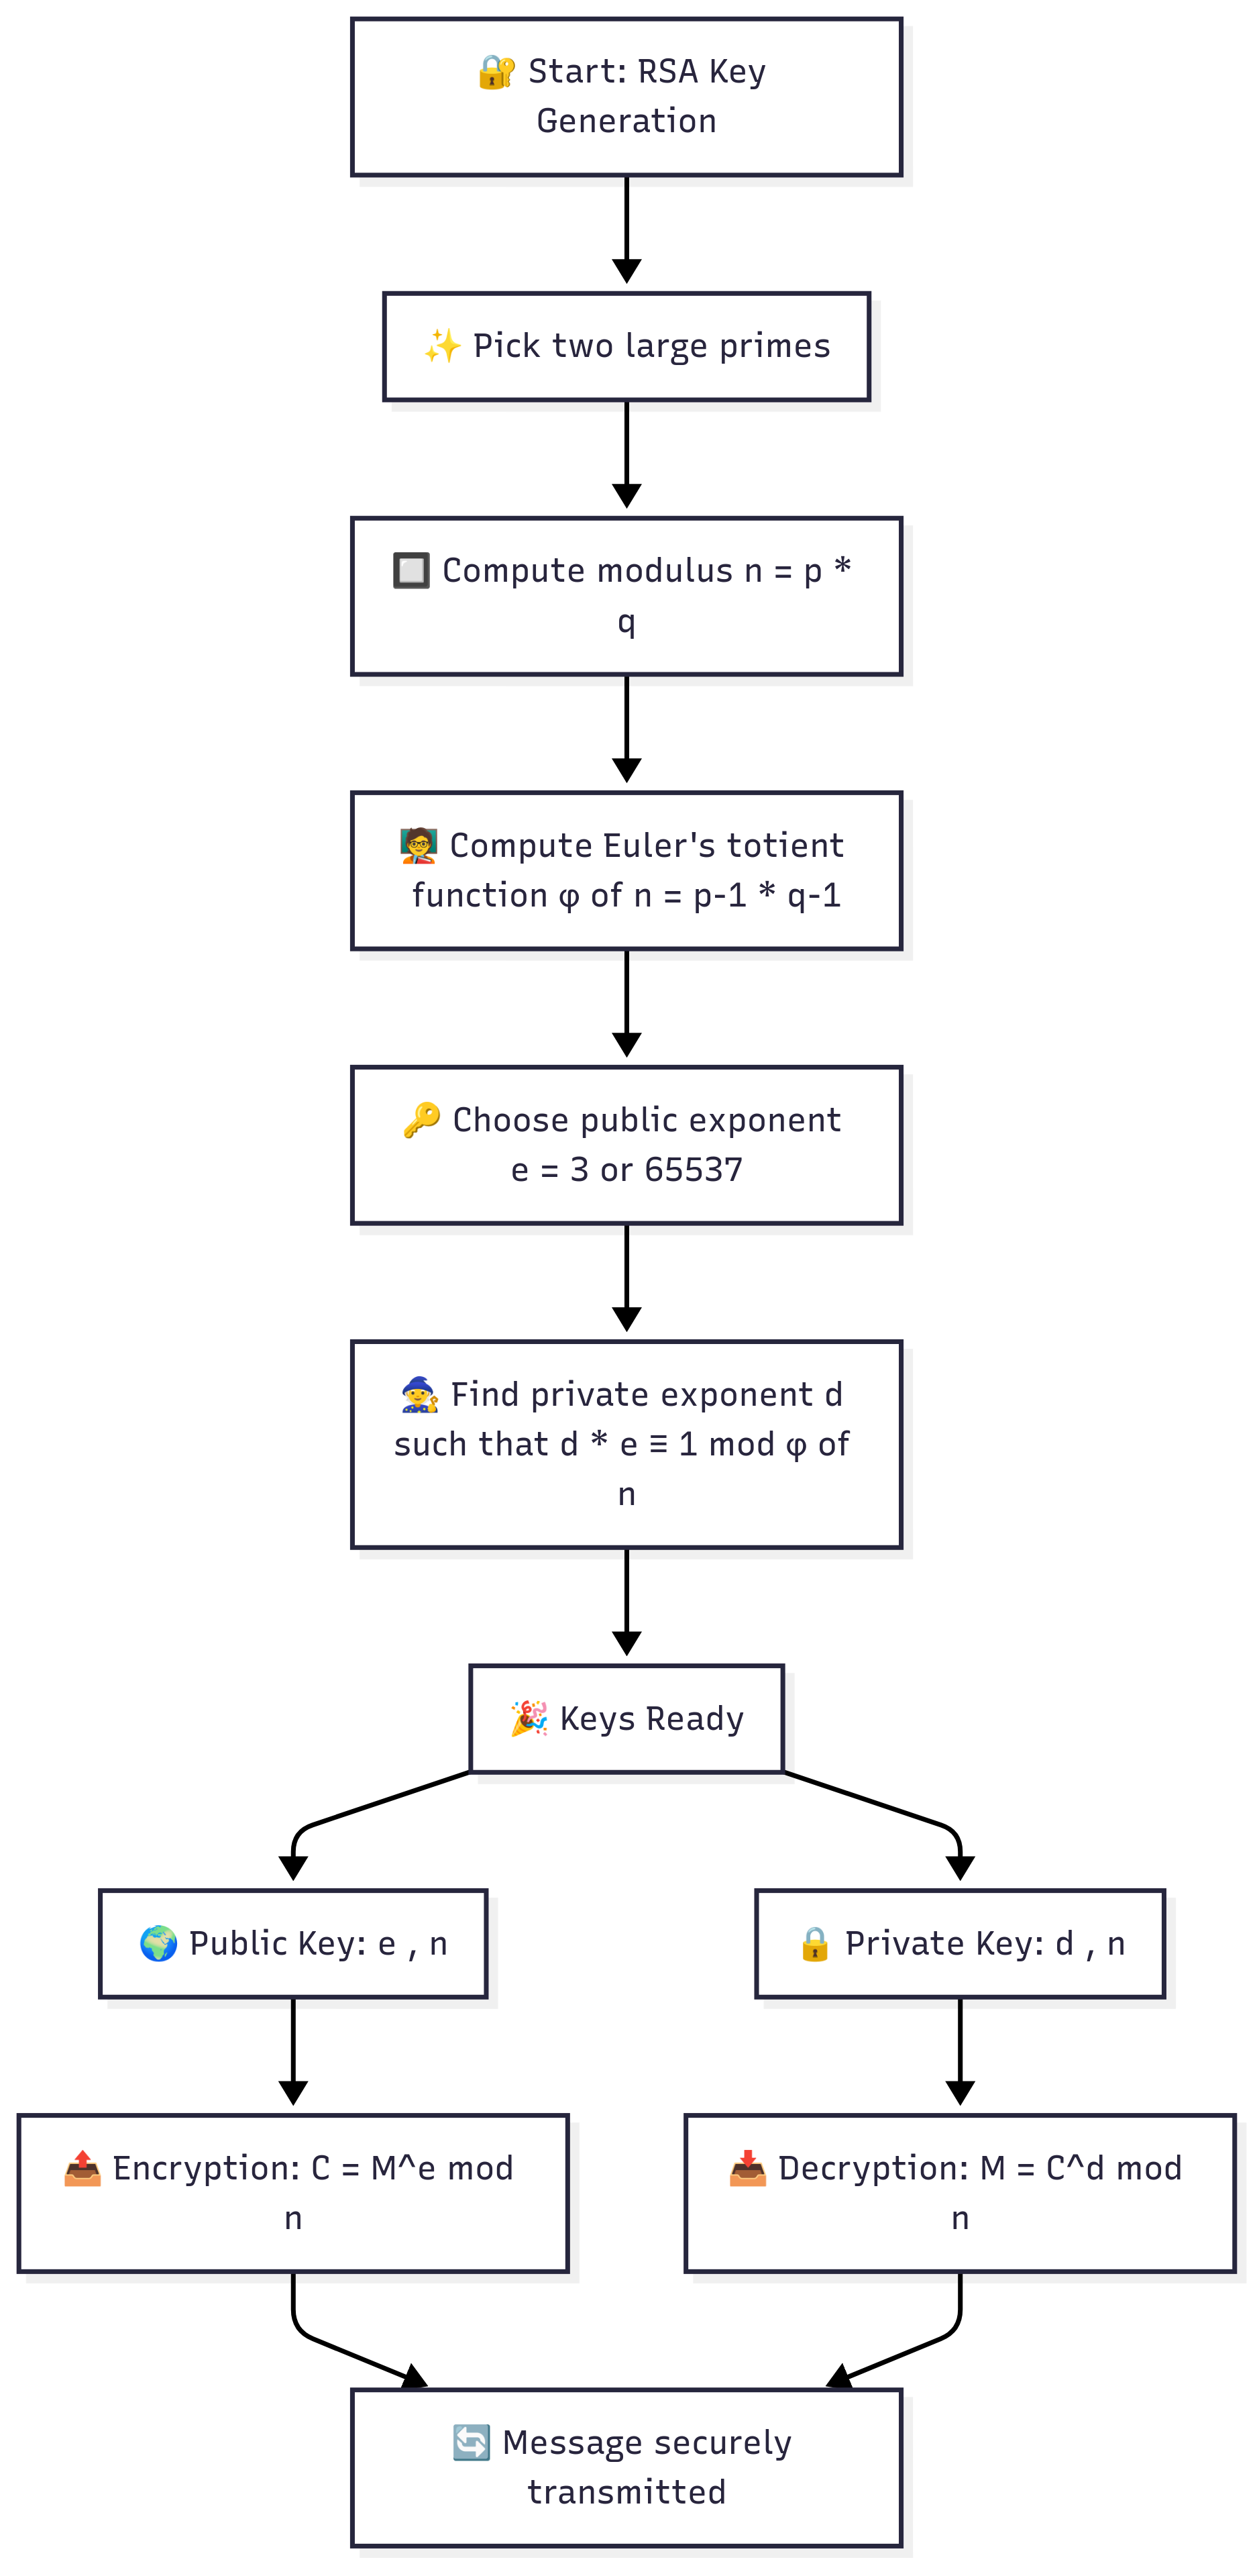 🔐 Start: RSA Key
Generation
✨ Pick two large primes
🔲 Compute modulus n = p *
q
🧑‍🏫 Compute Euler's totient
function φ of n = p-1 * q-1
🔑 Choose public exponent
e = 3 or 65537
🧙 Find private exponent d
such that d * e ≡ 1 mod φ of
n
🎉 Keys Ready
🌍 Public Key: e , n
🔒 Private Key: d , n
📤 Encryption: C = M^e mod
n
📥 Decryption: M = C^d mod
n
🔄 Message securely
transmitted